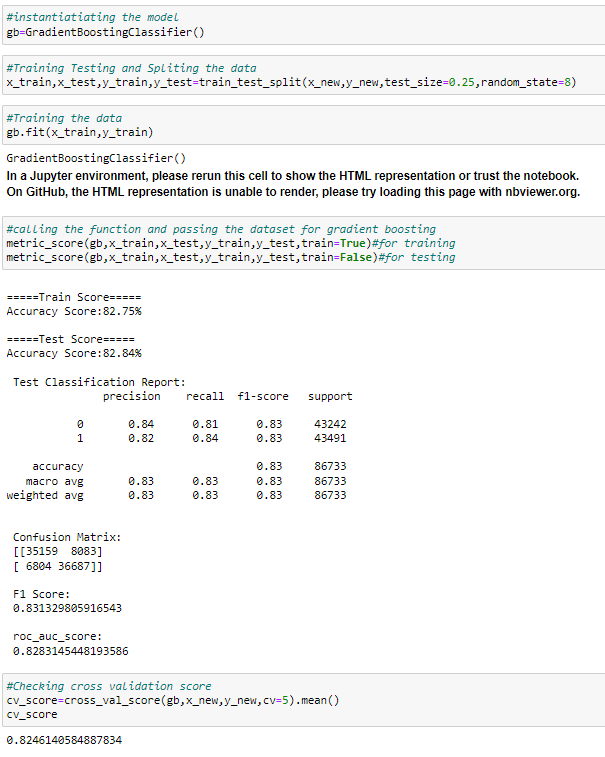 #instantiatiating the model
gb=GradientBoostingClassifier()
#Training Testing and Spliting the data
x_train,x_test,y_train,y_test=train_test_split(x_new,y_new,test_size=0.25,random_state=8)
#Training the data
gb.fit(x_train,y_train)
GradientBoostingClassifier()
In a Jupyter environment, please rerun this cell to show the HTML representation or trust the notebook.
On GitHub, the HTML representation is unable to render, please try loading this page with nbviewer.org.
#calling the function and passing the dataset for gradient boosting
metric_score(gb,x_train,x_test,y_train,y_test,train=True)#for training
metric_score(gb,x_train,x_test,y_train,y_test,train=False)#for testing
=====Train Score=====
Accuracy Score:82.75%
=====Test Score=====
Accuracy Score:82.84%
Test Classification Report:
precision recall f1-score support
0 0.84 0.81 0.83 43242
1 0.82 0.84 0.83 43491
accuracy 0.83 86733
macro avg 0.83 0.83 0.83 86733
weighted avg 0.83 0.83 0.83 86733
Confusion Matrix:
[[35159 8083]
[ 6804 36687]]
F1 Score:
0.831329805916543
roc_auc_score:
0.8283145448193586
#Checking cross validation score
cv_score=cross_val_score(gb,x_new,y_new,cv=5).mean()
cv_score
0.8246140584887834